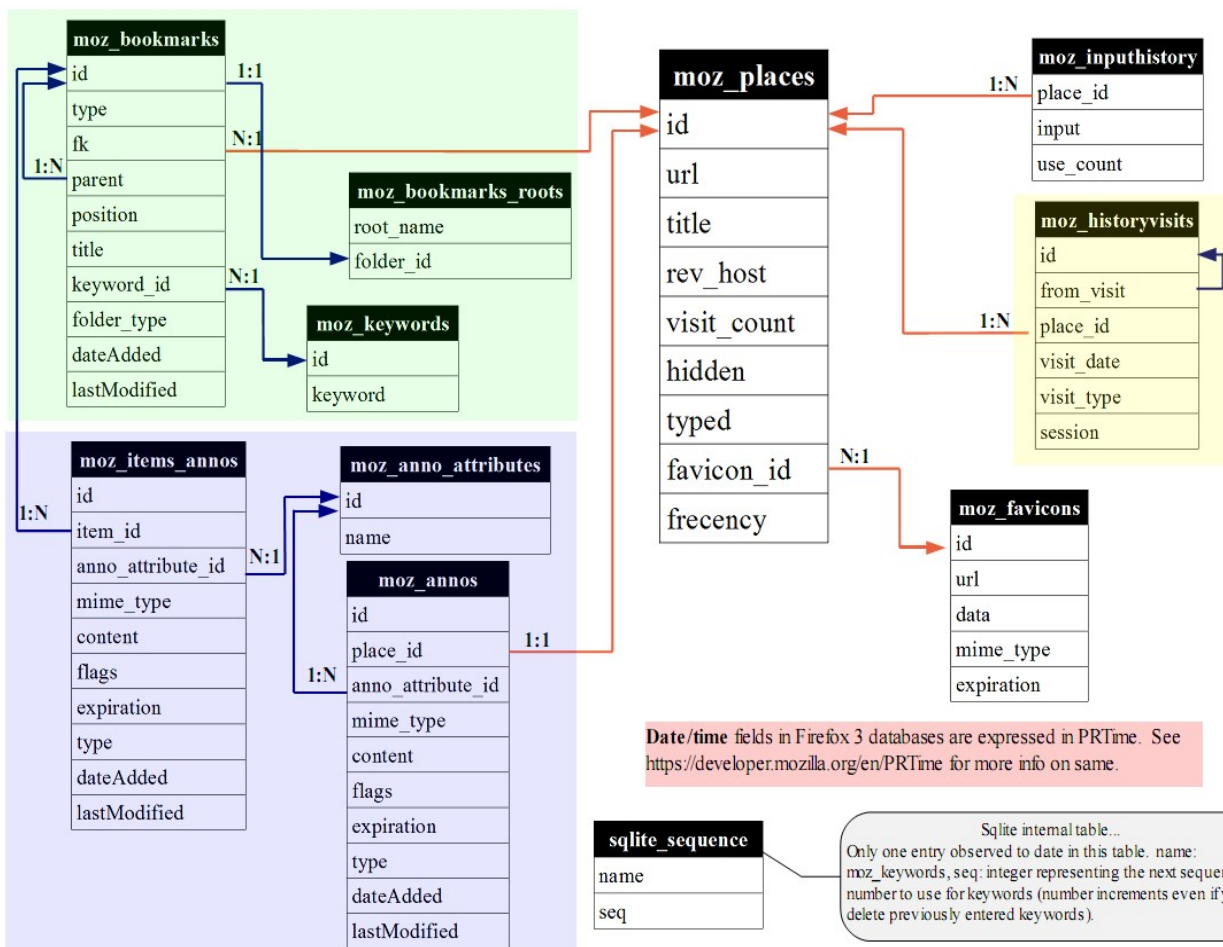 moz_bookmarks
id
type
fk
parent
position
title
keyword_id
folder_type
dateAdded
lastModified
1:1
N:1
1:N
N:1
moz_bookmarks_roots
root_name
folder_id
moz_keywords
id
keyword
moz_places
id
url
title
rev_host
visit_count
hidden
typed
favicon_id
frecency
1:N
moz_inputhistory
place_id
input
use_count
1:N
moz_historyvisits
id
from_visit
place_id
visit_date
visit_type
session
N:1
moz_favicons
id
url
data
mime_type
expiration
moz_items_annos
id
item_id
anno_attribute_id
mime_type
content
flags
expiration
type
dateAdded
lastModified
1:N
N:1
moz_anno_attributes
id
name
1:N
1:1
moz_annos
id
place_id
anno_attribute_id
mime_type
content
flags
expiration
type
dateAdded
lastModified
Date/time fields in Firefox 3 databases are expressed in PRTime. See
https://developer.mozilla.org/en/PRTime for more info on same.
sqlite_sequence
name
seq
Sqlite internal table...
Only one entry observed to date in this table. name:
moz_keywords, seq: integer representing the next
number to use for keywords (number increments even if
delete previously entered keywords).